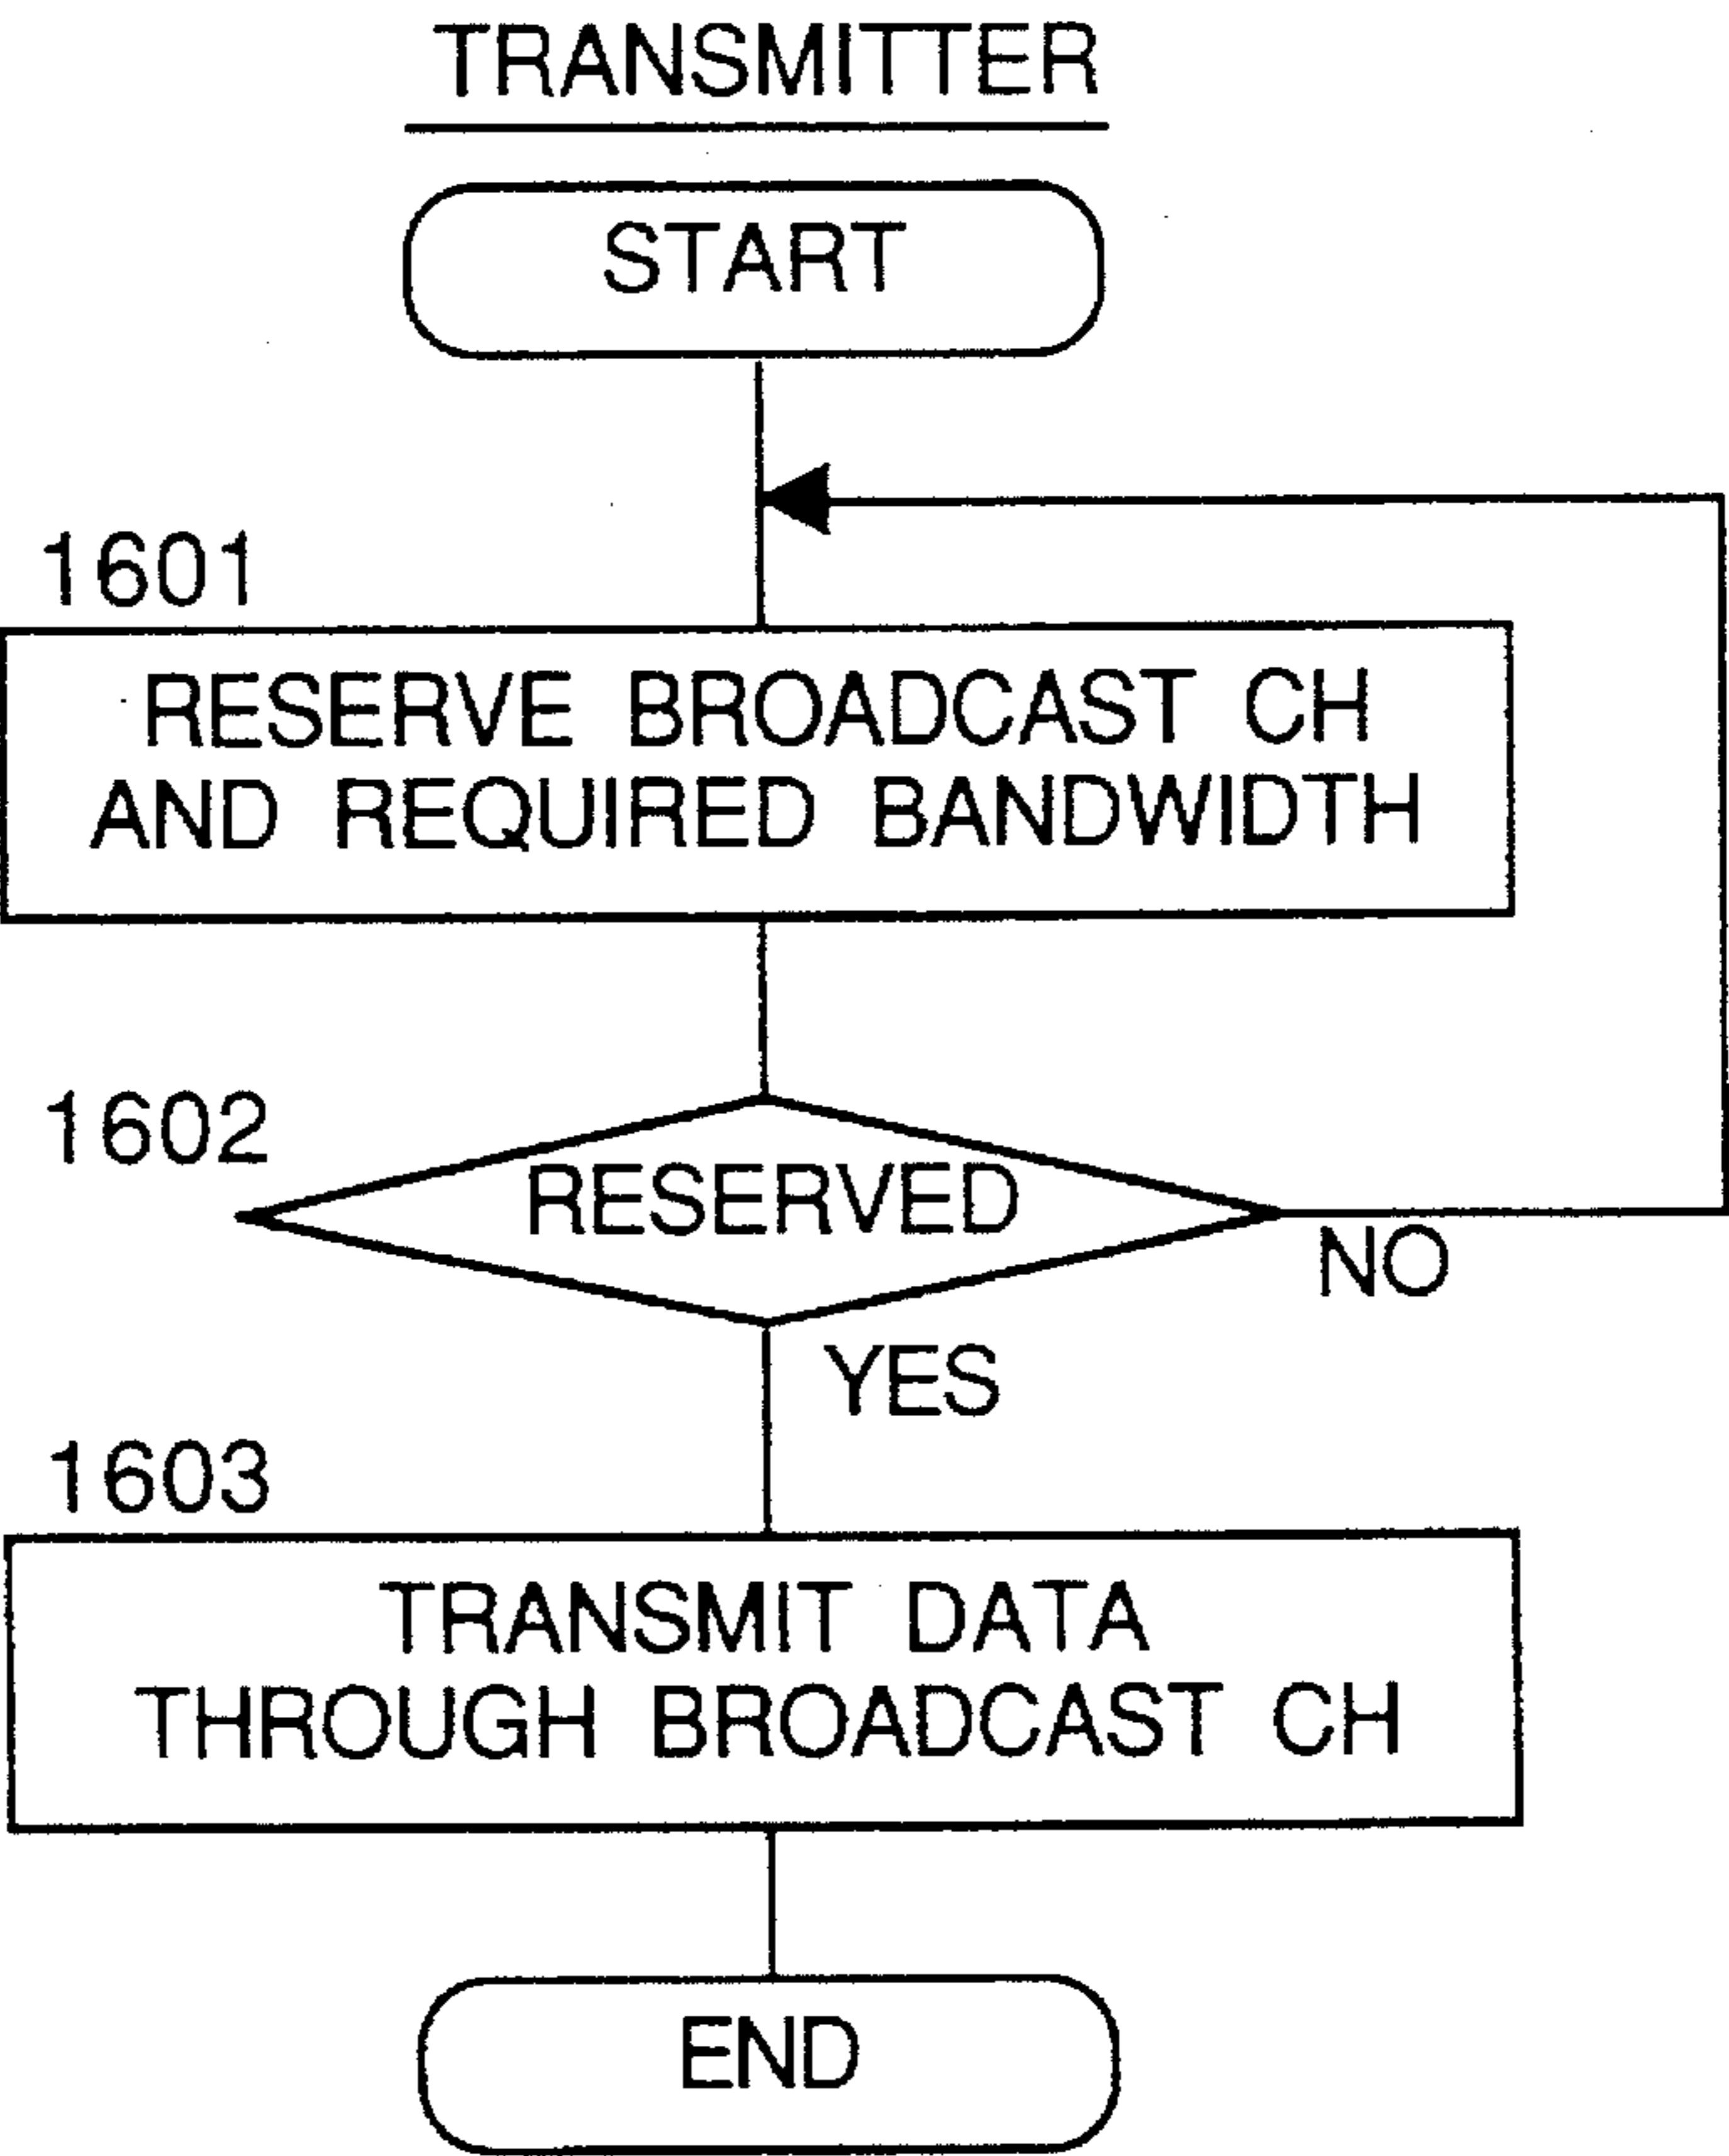 TRANSMITTER
START
1601
RESERVE BROADCAST CH
AND REQUIRED BANDWIDTH
1602
RESERVED
NO
YES
1603
TRANSMIT DATA
THROUGH BROADCAST CH
END